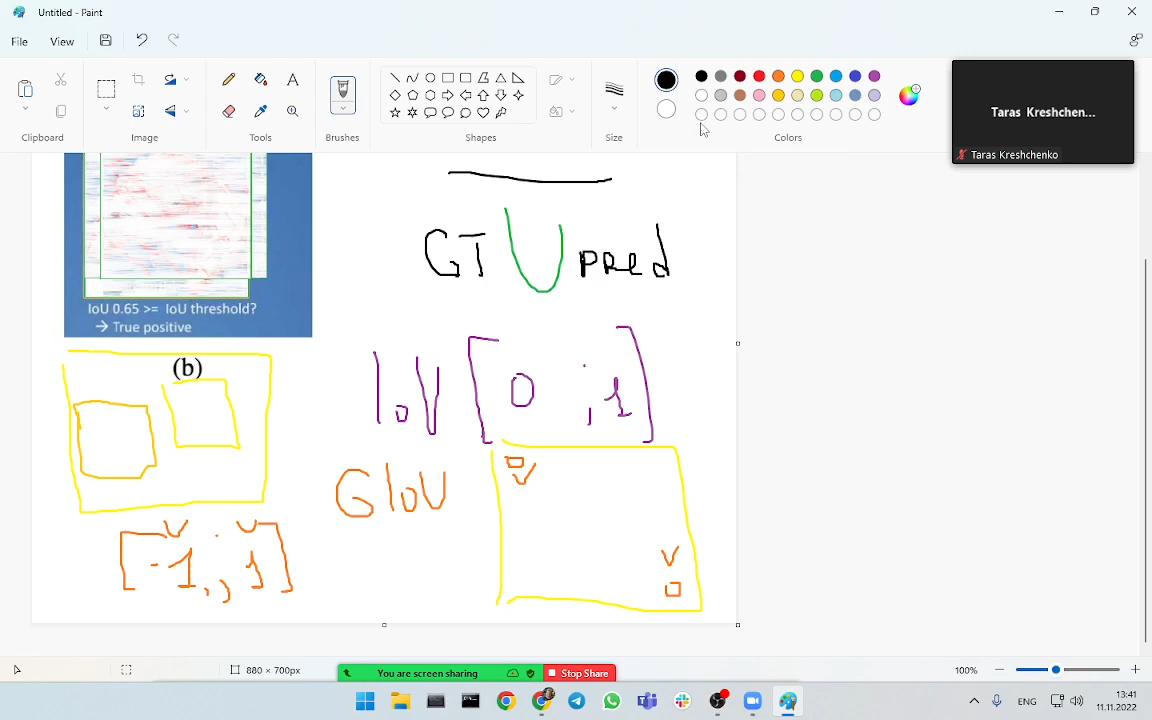 Untitled - Paint
File View
Clipboard
Image
Tools
Brushes
Shapes
Size
Colors
Taras Kreshchen...
Taras Kreshchenko
GT U pred
IoU 0.65 >= IoU threshold?
→ True positive
(b)
IoU [0 ; 1]
GIoU
[-1 ; 1]
880 × 700px
You are screen sharing
Stop Share
100%
ENG
13:41
11.11.2022